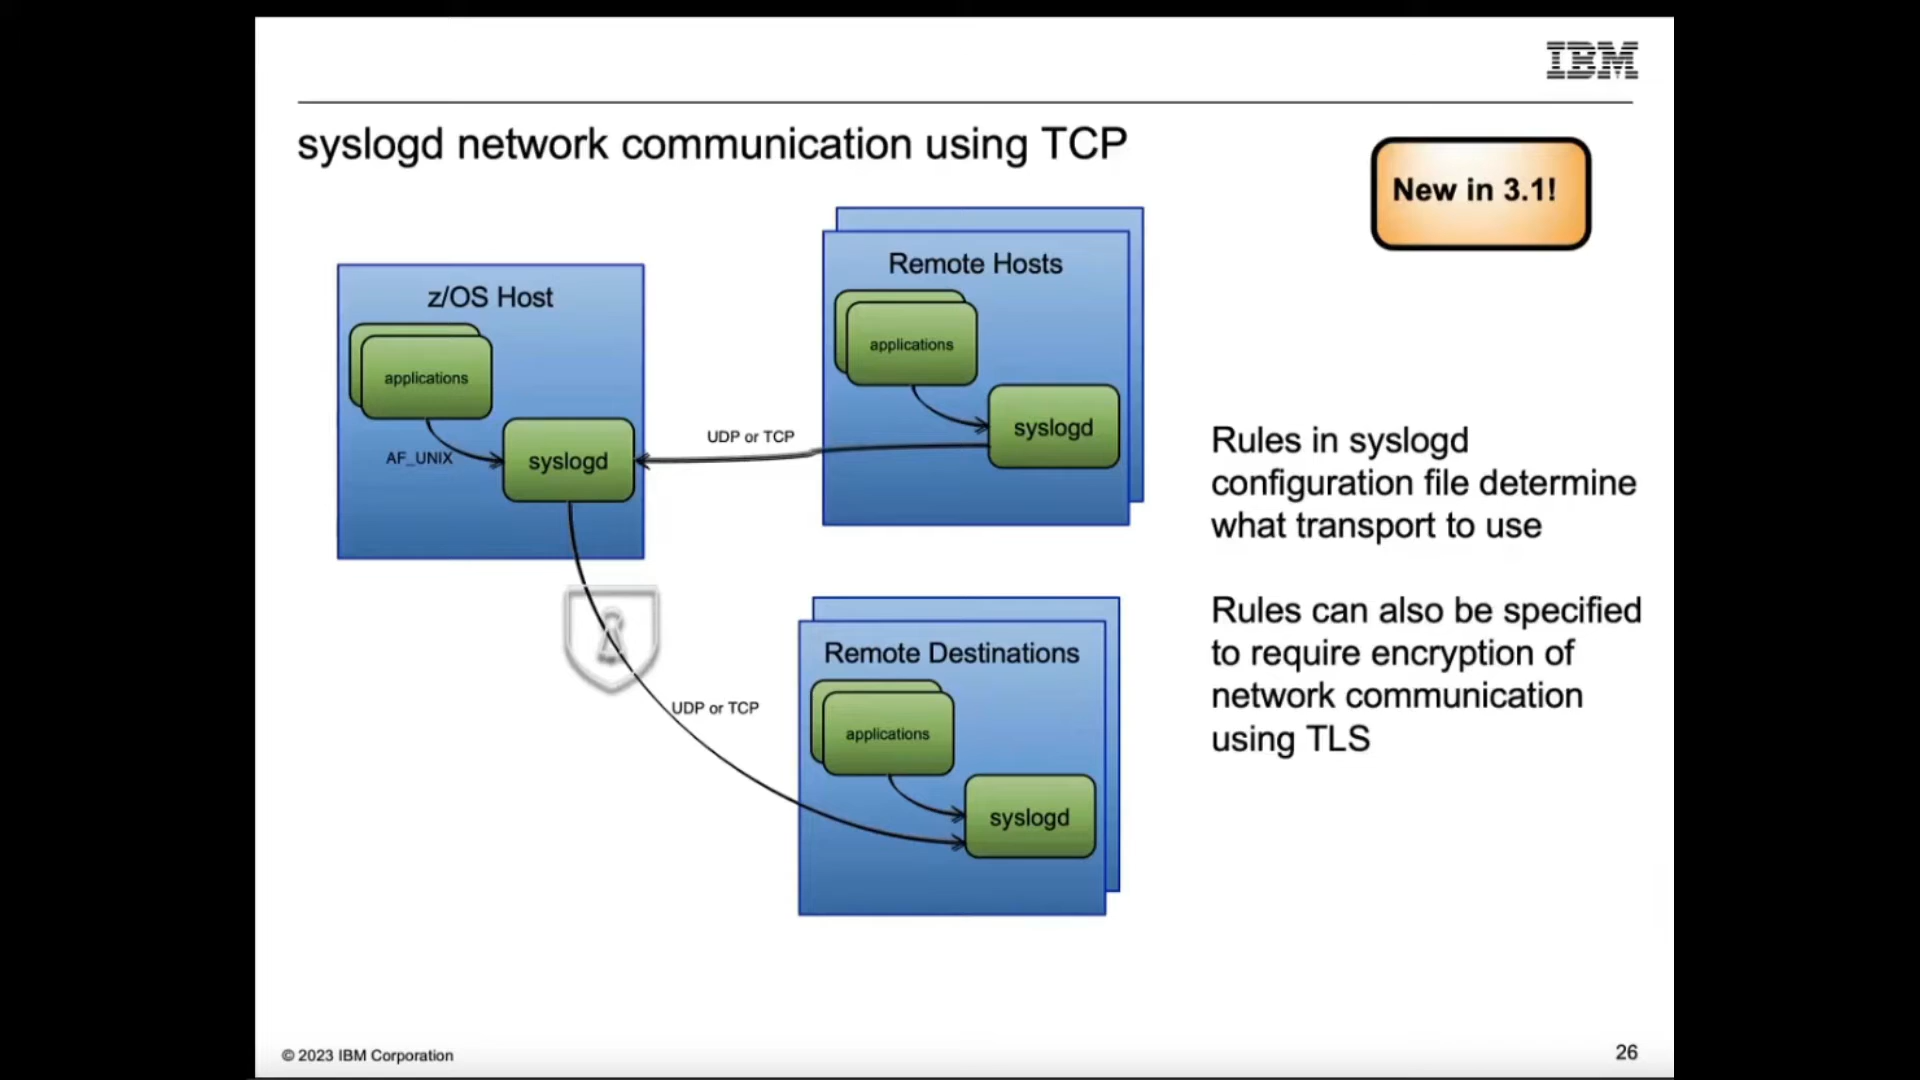 IBM
syslogd network communication using TCP
New in 3.1!
z/OS Host
applications
AF_UNIX
syslogd
UDP or TCP
Remote Hosts
applications
syslogd
UDP or TCP
Remote Destinations
applications
syslogd
Rules in syslogd
configuration file determine
what transport to use
Rules can also be specified
to require encryption of
network communication
using TLS
© 2023 IBM Corporation
26